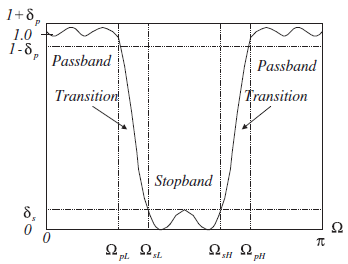 1+δp
1.0
1-δp
Passband
Passband
Transition
Transition
Stopband
δs
0
0
π
Ω
ΩpL ΩsL ΩsH ΩpH